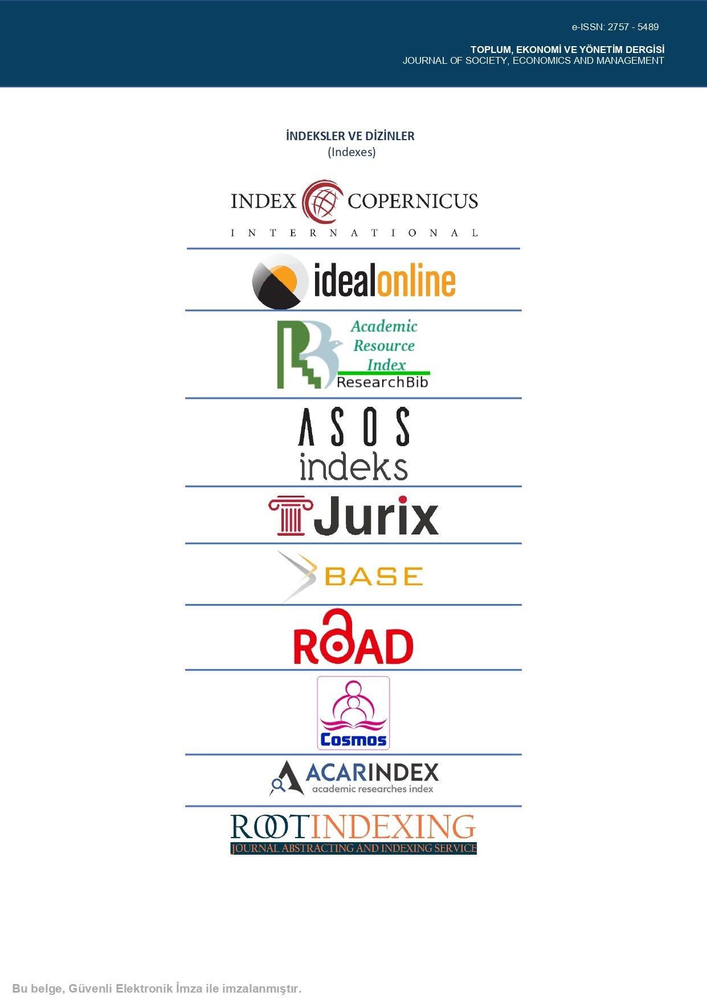 e-ISSN: 2757 - 5489
TOPLUM, EKONOMİ VE YÖNETİM DERGİSİ
JOURNAL OF SOCIETY, ECONOMICS AND MANAGEMENT
İNDEKSLER VE DİZİNLER
(Indexes)
INDEX COPERNICUS
INTERNATIONAL
idealonline
Academic
Resource
Index
ResearchBib
ASOS
indeks
Jurix
BASE
ROAD
Cosmos
ACARINDEX
academic researches index
ROOTINDEXING
JOURNAL ABSTRACTING AND INDEXING SERVICE
Bu belge, Güvenli Elektronik İmza ile imzalanmıştır.